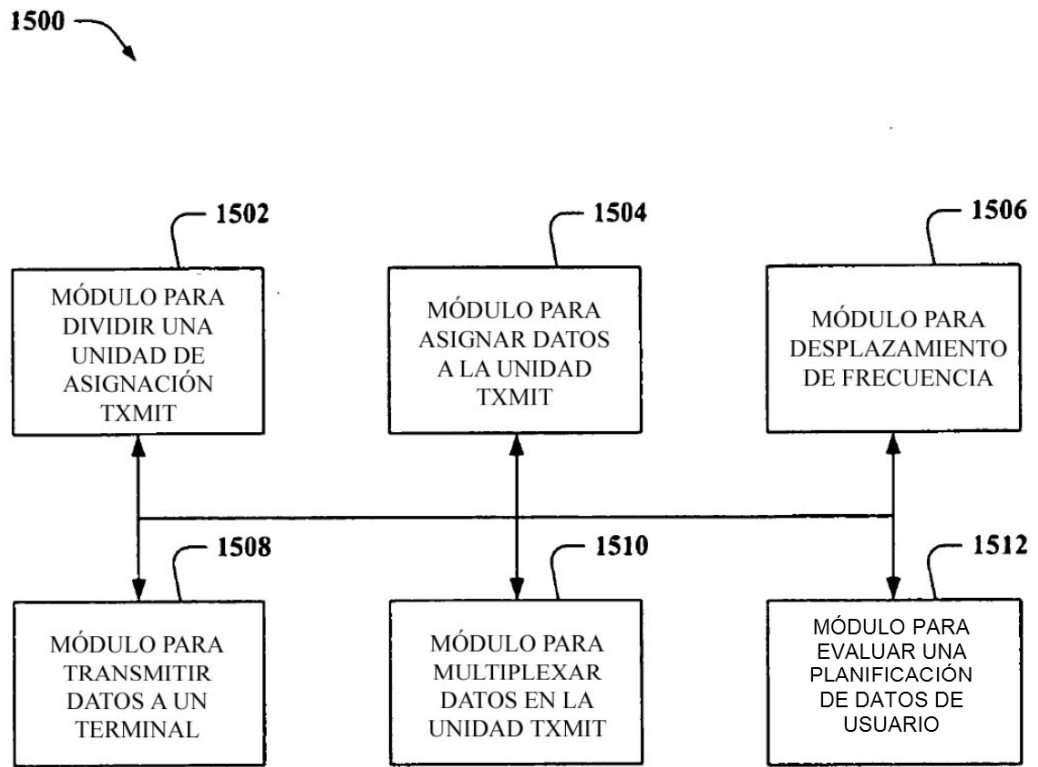 1500
1502
1504
1506
MÓDULO PARA
DIVIDIR UNA
UNIDAD DE
ASIGNACIÓN
TXMIT
MÓDULO PARA
ASIGNAR DATOS
A LA UNIDAD
TXMIT
MÓDULO PARA
DESPLAZAMIENTO
DE FRECUENCIA
1508
1510
1512
MÓDULO PARA
TRANSMITIR
DATOS A UN
TERMINAL
MÓDULO PARA
MULTIPLEXAR
DATOS EN LA
UNIDAD TXMIT
MÓDULO PARA
EVALUAR UNA
PLANIFICACIÓN
DE DATOS DE
USUARIO